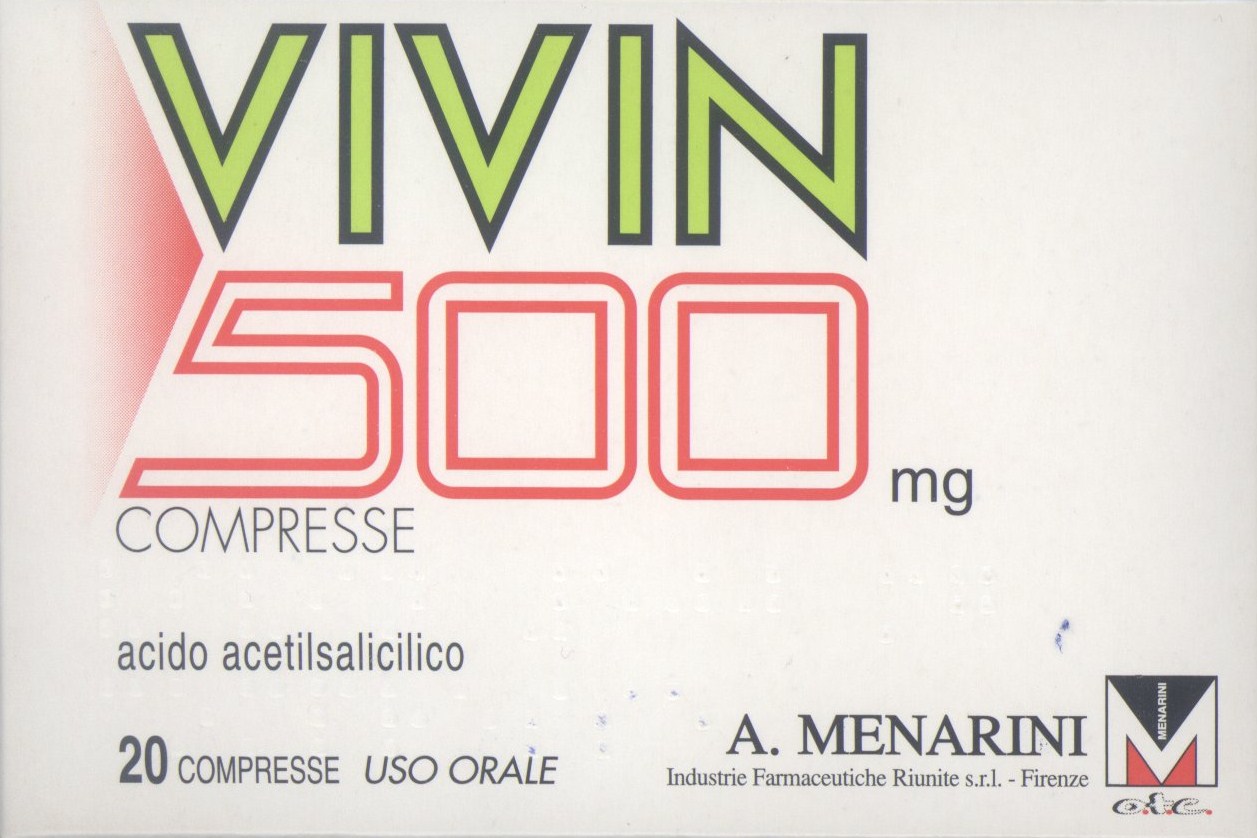 VIVIN
500 mg
COMPRESSE
acido acetilsalicilico
20 COMPRESSE USO ORALE
A. MENARINI
Industrie Farmaceutiche Riunite s.r.l. - Firenze
MENARINI
o.t.c.